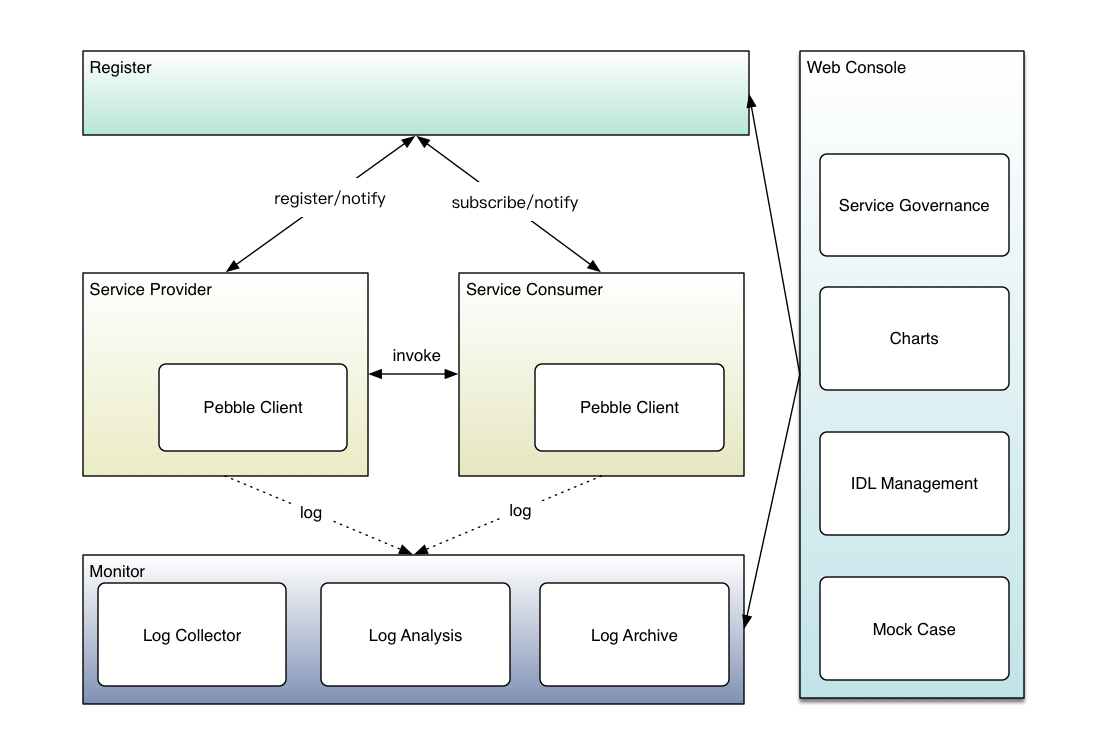 Register
Web Console
register/notify
subscribe/notify
Service Governance
Service Provider
Service Consumer
invoke
Charts
Pebble Client
Pebble Client
IDL Management
log
log
Monitor
Log Collector
Log Analysis
Log Archive
Mock Case